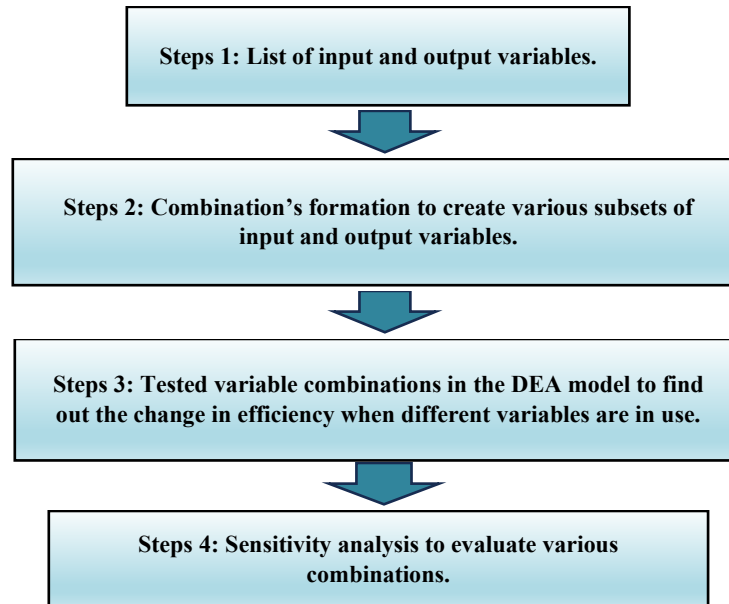 Steps 1: List of input and output variables.
Steps 2: Combination’s formation to create various subsets of
input and output variables.
Steps 3: Tested variable combinations in the DEA model to find
out the change in efficiency when different variables are in use.
Steps 4: Sensitivity analysis to evaluate various
combinations.